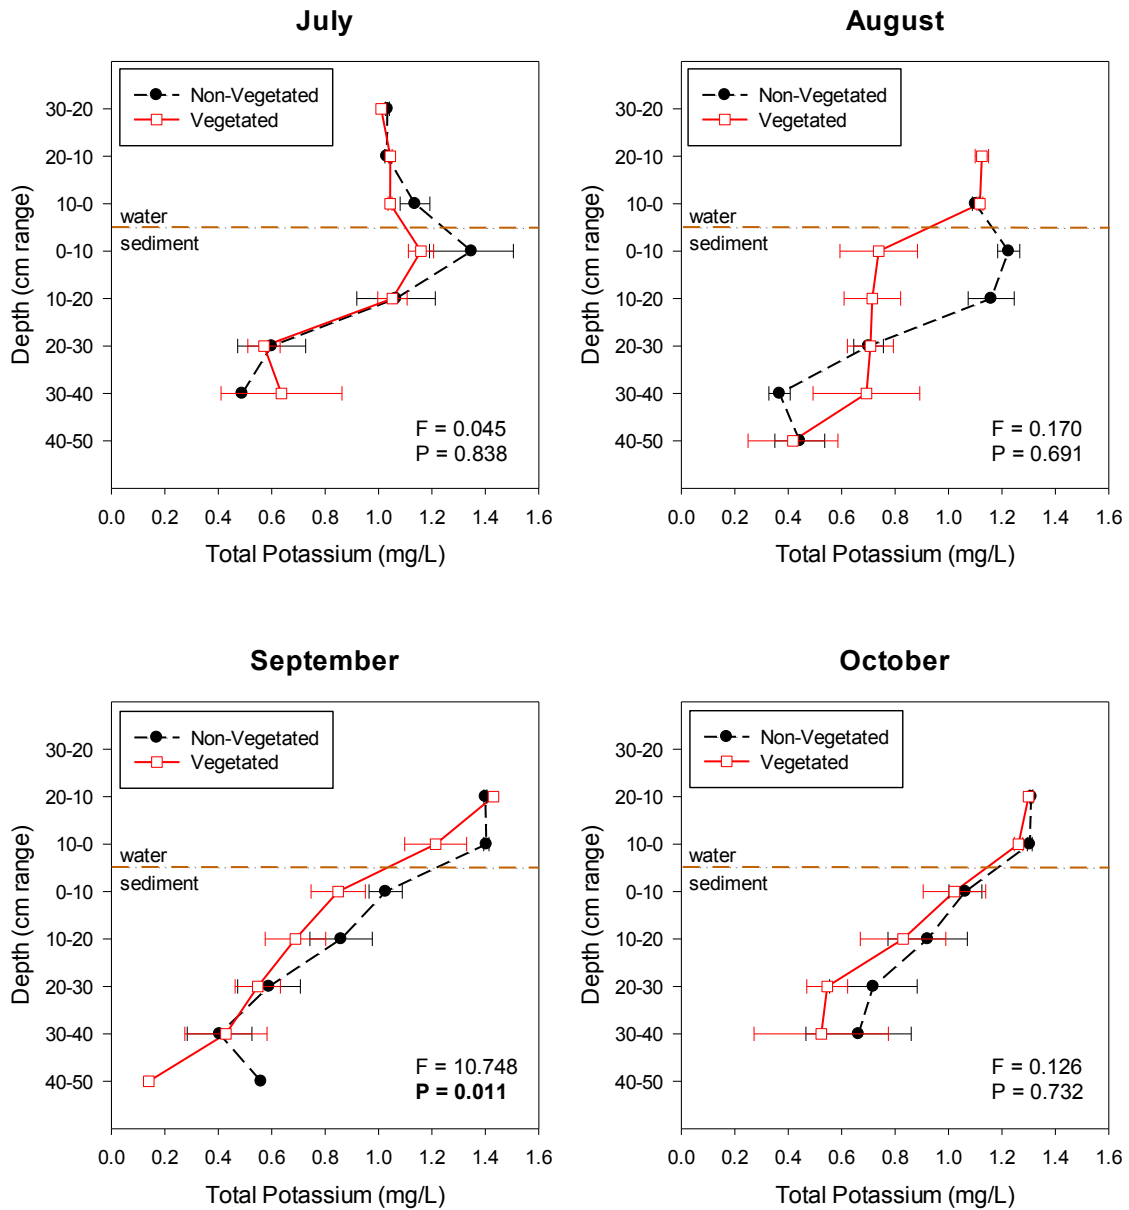 July
Non-Vegetated
Vegetated
30-20
20-10
10-0
0-10
10-20
20-30
30-40
40-50
Depth (cm range)
water
sediment
F = 0.045
P = 0.838
0.0 0.2 0.4 0.6 0.8 1.0 1.2 1.4 1.6
Total Potassium (mg/L)
August
Non-Vegetated
Vegetated
30-20
20-10
10-0
0-10
10-20
20-30
30-40
40-50
Depth (cm range)
water
sediment
F = 0.170
P = 0.691
0.0 0.2 0.4 0.6 0.8 1.0 1.2 1.4 1.6
Total Potassium (mg/L)
September
Non-Vegetated
Vegetated
30-20
20-10
10-0
0-10
10-20
20-30
30-40
40-50
Depth (cm range)
water
sediment
F = 10.748
P = 0.011
0.0 0.2 0.4 0.6 0.8 1.0 1.2 1.4 1.6
Total Potassium (mg/L)
October
Non-Vegetated
Vegetated
30-20
20-10
10-0
0-10
10-20
20-30
30-40
40-50
Depth (cm range)
water
sediment
F = 0.126
P = 0.732
0.0 0.2 0.4 0.6 0.8 1.0 1.2 1.4 1.6
Total Potassium (mg/L)